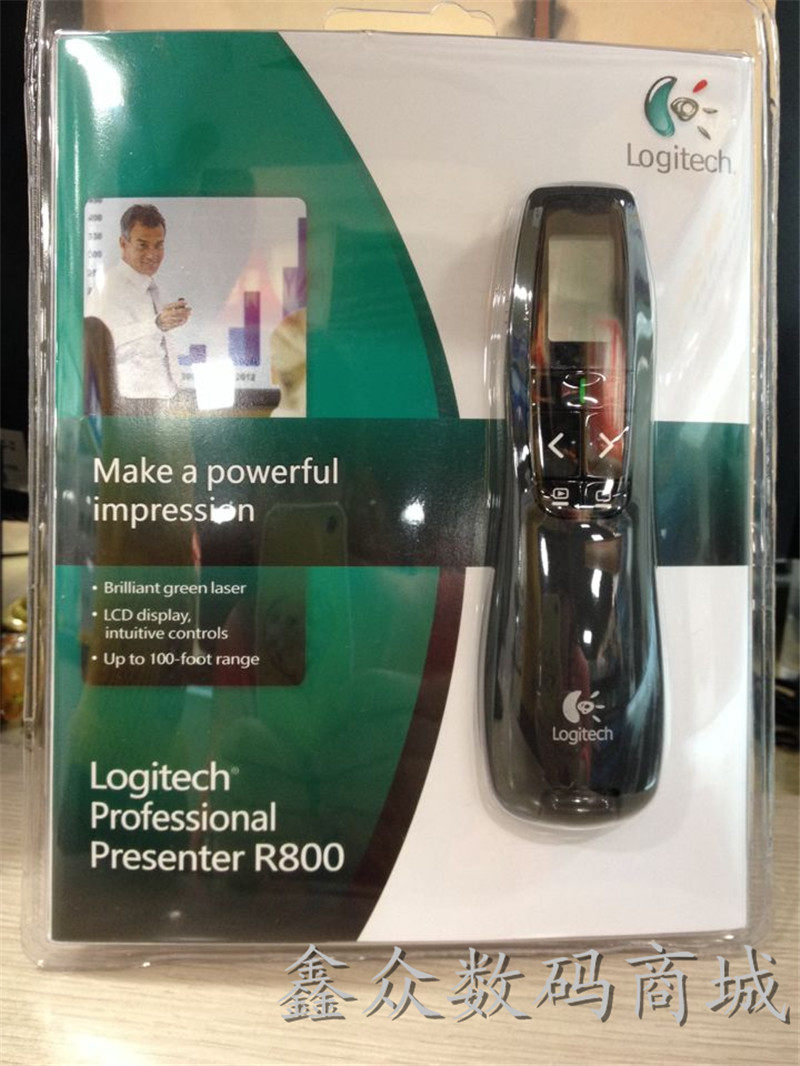 Logitech
Make a powerful
impression
• Brilliant green laser
• LCD display,
intuitive controls
• Up to 100-foot range
Logitech
Logitech®
Professional
Presenter R800
鑫众数码商城